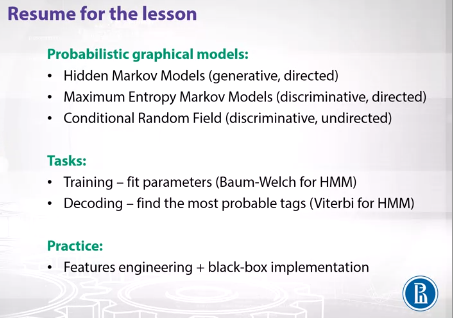 Resume for the lesson
Probabilistic graphical models:
• Hidden Markov Models (generative, directed)
• Maximum Entropy Markov Models (discriminative, directed)
• Conditional Random Field (discriminative, undirected)
Tasks:
• Training – fit parameters (Baum-Welch for HMM)
• Decoding – find the most probable tags (Viterbi for HMM)
Practice:
• Features engineering + black-box implementation